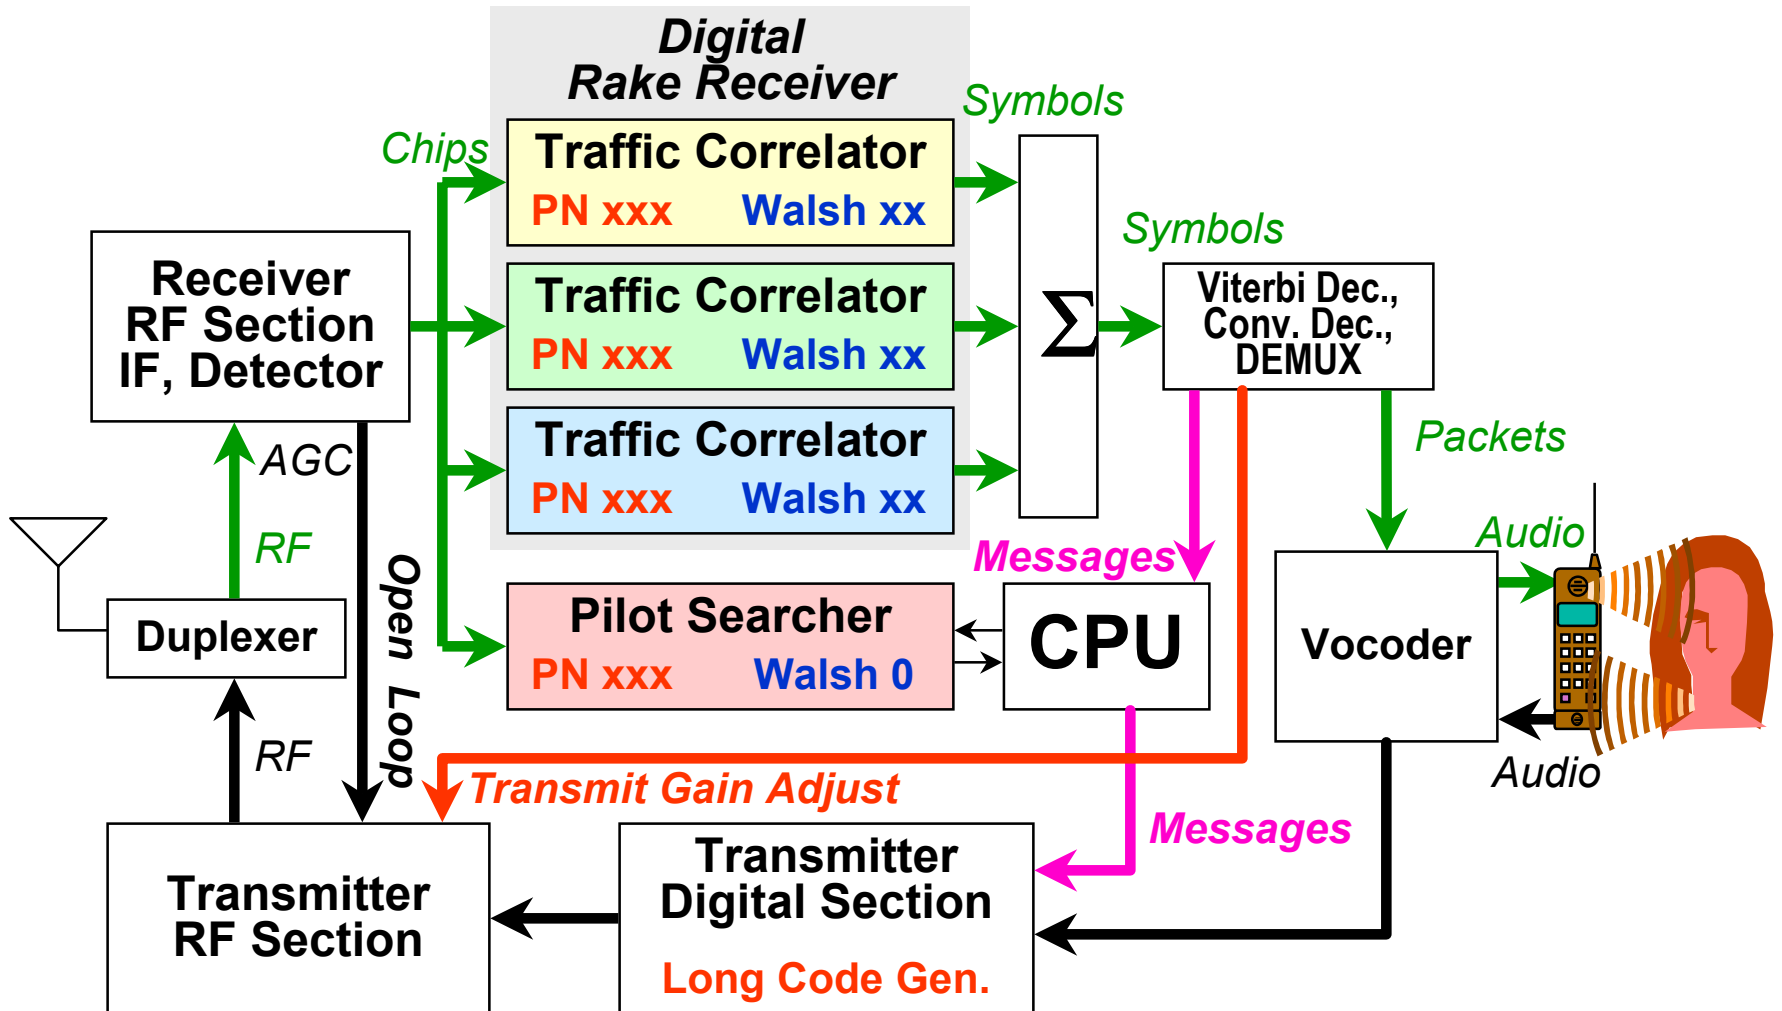 Digital
Rake Receiver
Symbols
Chips
Traffic Correlator
PN xxx Walsh xx
Symbols
Receiver
RF Section
IF, Detector
Traffic Correlator
PN xxx Walsh xx
Σ
Viterbi Dec.,
Conv. Dec.,
DEMUX
Traffic Correlator
PN xxx Walsh xx
AGC
Packets
RF
Open Loop
Messages
Audio
Duplexer
Pilot Searcher
PN xxx Walsh 0
CPU
Vocoder
RF
Transmit Gain Adjust
Audio
Messages
Transmitter
RF Section
Transmitter
Digital Section
Long Code Gen.